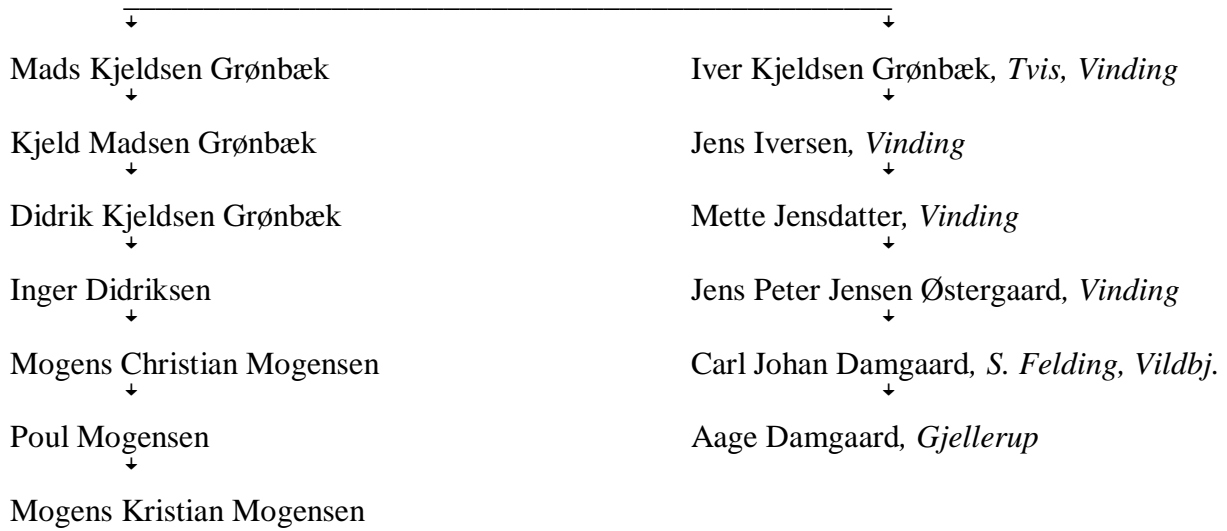 Mads Kjeldsen Grønbæk Iver Kjeldsen Grønbæk, Tvis, Vinding
Kjeld Madsen Grønbæk Jens Iversen, Vinding
Didrik Kjeldsen Grønbæk Mette Jensdatter, Vinding
Inger Didriksen Jens Peter Jensen Østergaard, Vinding
Mogens Christian Mogensen Carl Johan Damgaard, S. Felding, Vildbj.
Poul Mogensen Aage Damgaard, Gjellerup
Mogens Kristian Mogensen